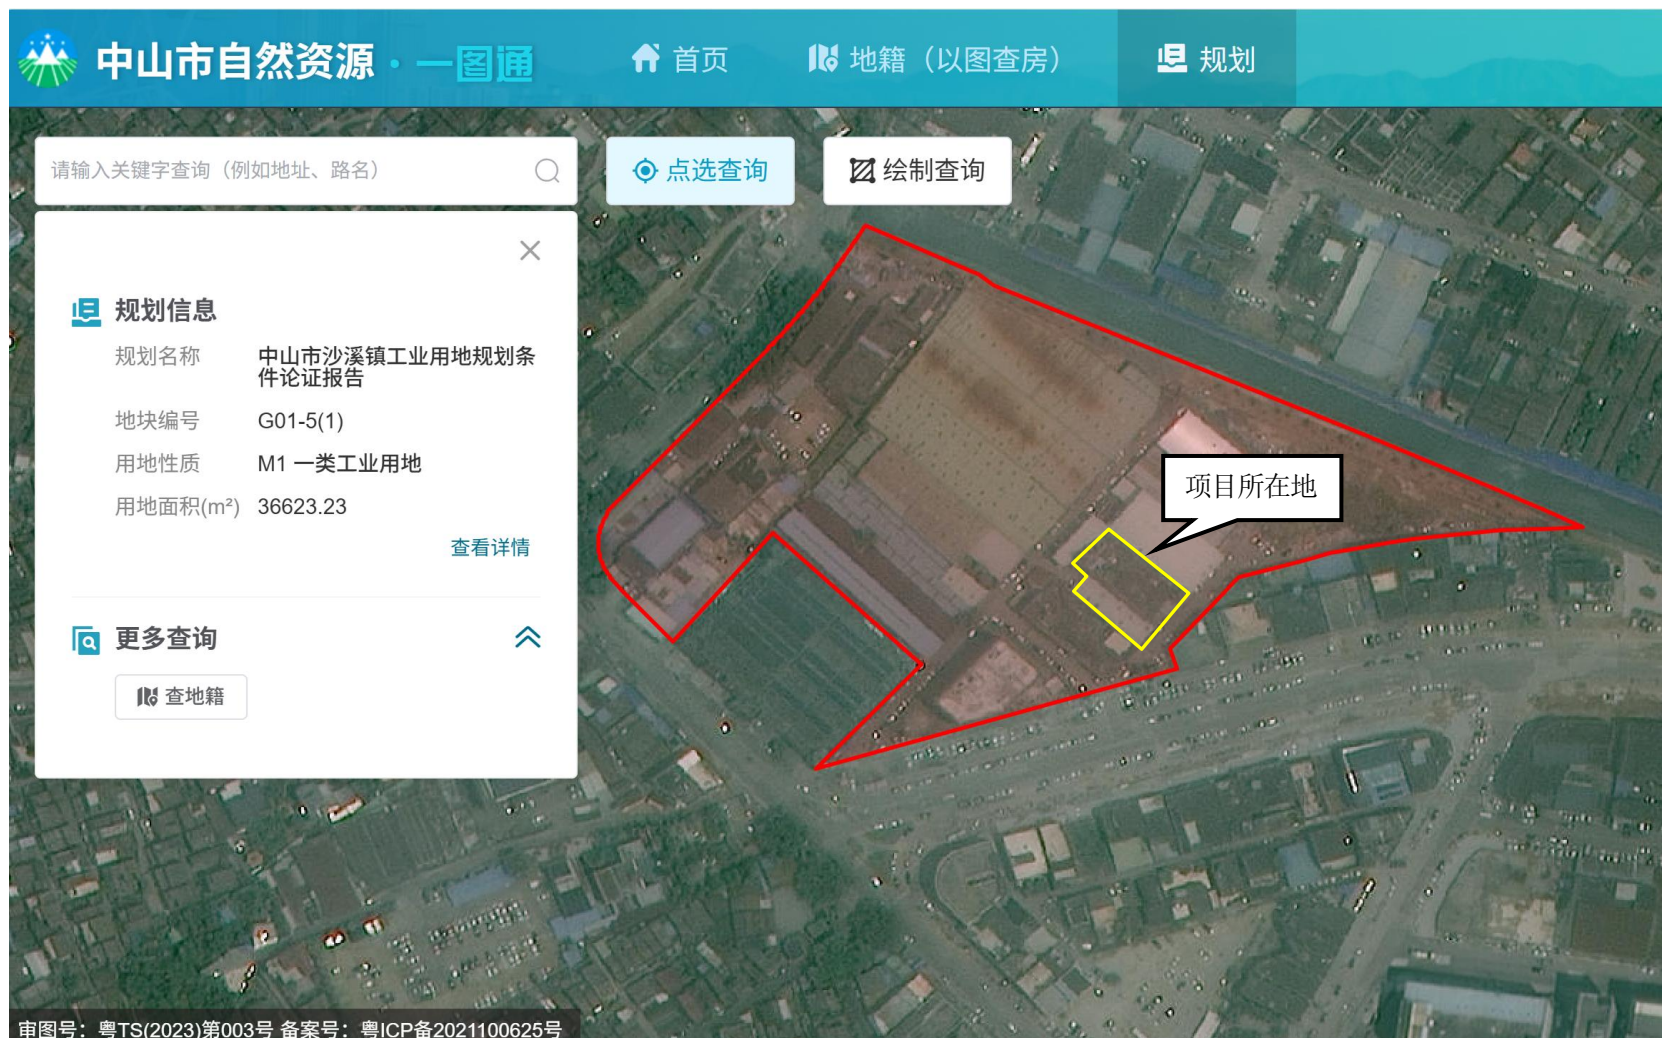 中山市自然资源·一图通
首页
地籍（以图查房）
规划
请输入关键字查询（例如地址、路名）
点选查询
绘制查询
规划信息
规划名称 中山市沙溪镇工业用地规划条
件论证报告
地块编号 G01-5(1)
用地性质 M1 一类工业用地
用地面积(m²) 36623.23
查看详情
更多查询
查地籍
项目所在地
审图号：粤TS(2023)第003号 备案号：粤ICP备2021100625号